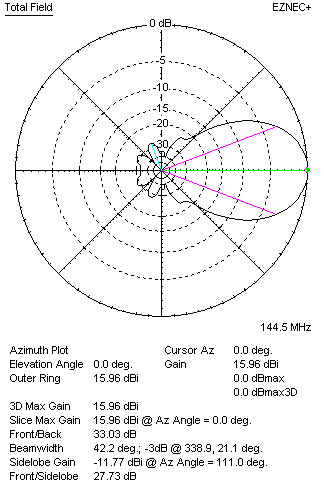 Total Field EZNEC+
0 dB
-5
-10
-15
-20
-30
144.5 MHz
Azimuth Plot Cursor Az 0.0 deg.
Elevation Angle 0.0 deg. Gain 15.96 dBi
Outer Ring 15.96 dBi 0.0 dBmax
0.0 dBmax3D
3D Max Gain 15.96 dBi
Slice Max Gain 15.96 dBi @ Az Angle = 0.0 deg.
Front/Back 33.03 dB
Beamwidth 42.2 deg.; -3dB @ 338.9, 21.1 deg.
Sidelobe Gain -11.77 dBi @ Az Angle = 111.0 deg.
Front/Sidelobe 27.73 dB